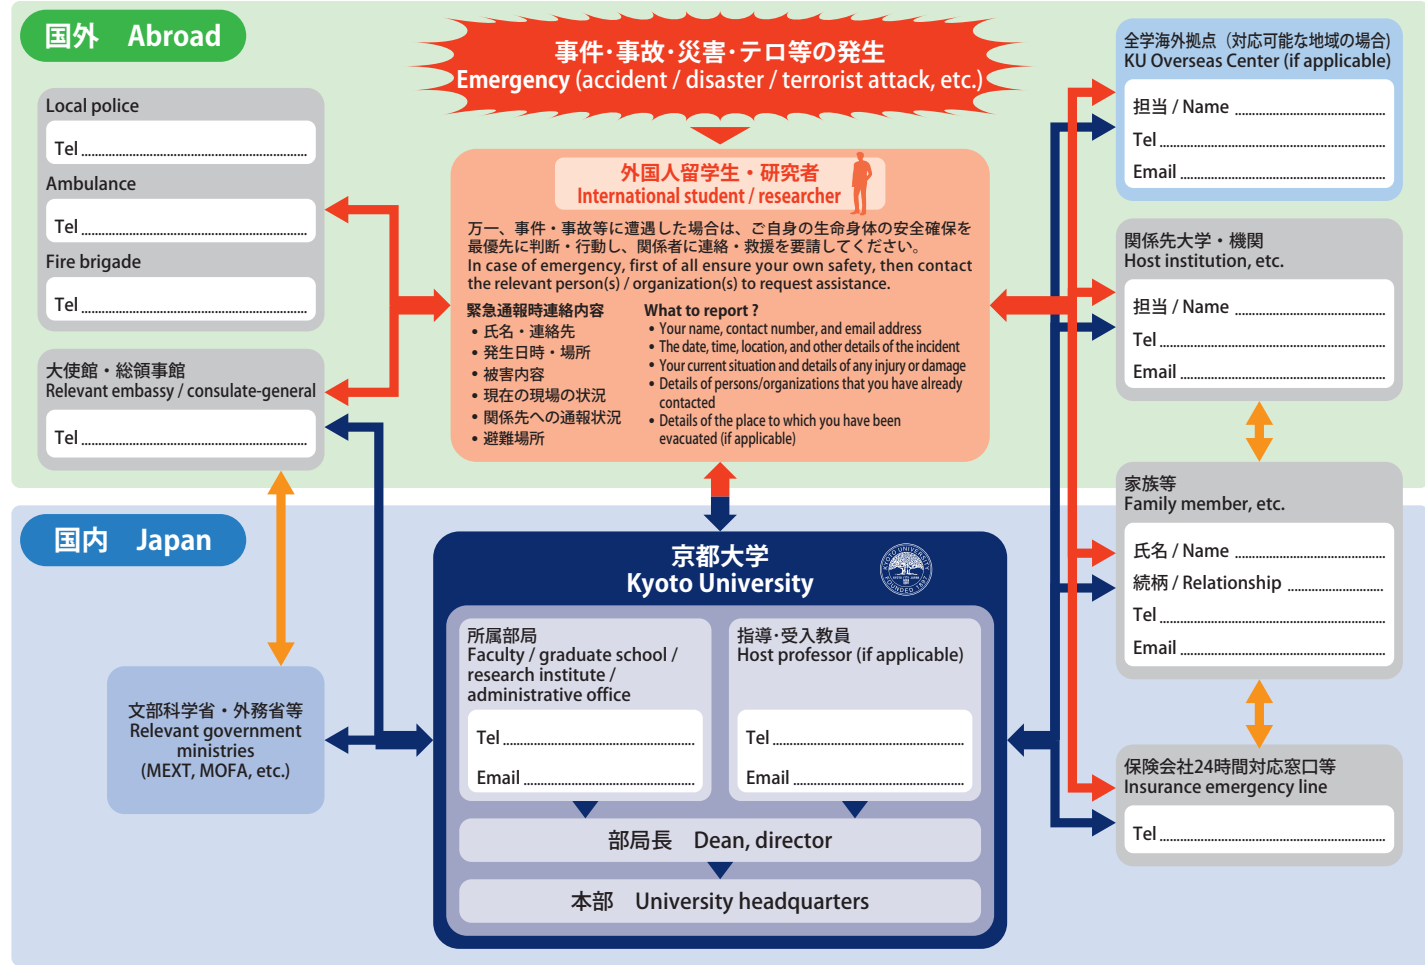 国外 Abroad
事件･事故･災害･テロ等の発生
Emergency (accident / disaster / terrorist attack, etc.)
Local police
Tel
Ambulance
Tel
Fire brigade
Tel
大使館・総領事館
Relevant embassy / consulate-general
Tel
外国人留学生・研究者
International student / researcher
万一、事件・事故等に遭遇した場合は、ご自身の生命身体の安全確保を
最優先に判断・行動し、関係者に連絡・救援を要請してください。
In case of emergency, first of all ensure your own safety, then contact
the relevant person(s) / organization(s) to request assistance.
緊急通報時連絡内容
• 氏名・連絡先
• 発生日時・場所
• 被害内容
• 現在の現場の状況
• 関係先への通報状況
• 避難場所
What to report ?
• Your name, contact number, and email address
• The date, time, location, and other details of the incident
• Your current situation and details of any injury or damage
• Details of persons/organizations that you have already
contacted
• Details of the place to which you have been
evacuated (if applicable)
全学海外拠点（対応可能な地域の場合)
KU Overseas Center (if applicable)
担当 / Name
Tel
Email
関係先大学・機関
Host institution, etc.
担当 / Name
Tel
Email
家族等
Family member, etc.
氏名 / Name
続柄 / Relationship
Tel
Email
保険会社24時間対応窓口等
Insurance emergency line
Tel
国内 Japan
文部科学省・外務省等
Relevant government
ministries
(MEXT, MOFA, etc.)
京都大学
Kyoto University
KYOTO UNIVERSITY
FOUNDED 1897
所属部局
Faculty / graduate school /
research institute /
administrative office
Tel
Email
指導･受入教員
Host professor (if applicable)
Tel
Email
部局長 Dean, director
本部 University headquarters